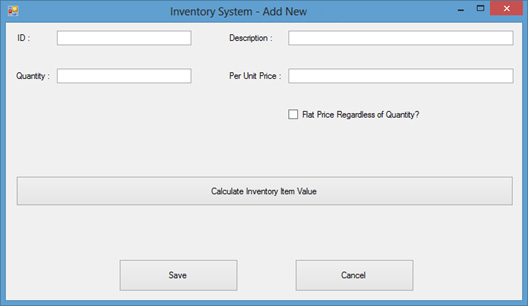 Inventory System - Add New
ID :
Description :
Quantity :
Per Unit Price :
Flat Price Regardless of Quantity?
Calculate Inventory Item Value
Save
Cancel